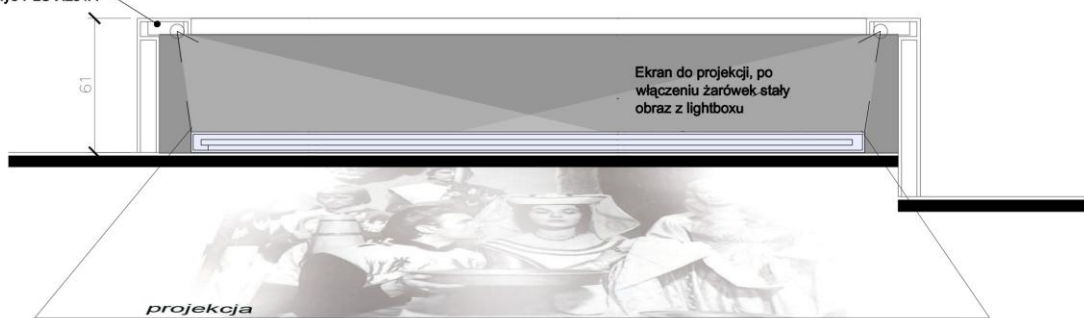 61
Ekran do projekcji, po
włączeniu żarówek stały
obraz z lightboxu
projekcja